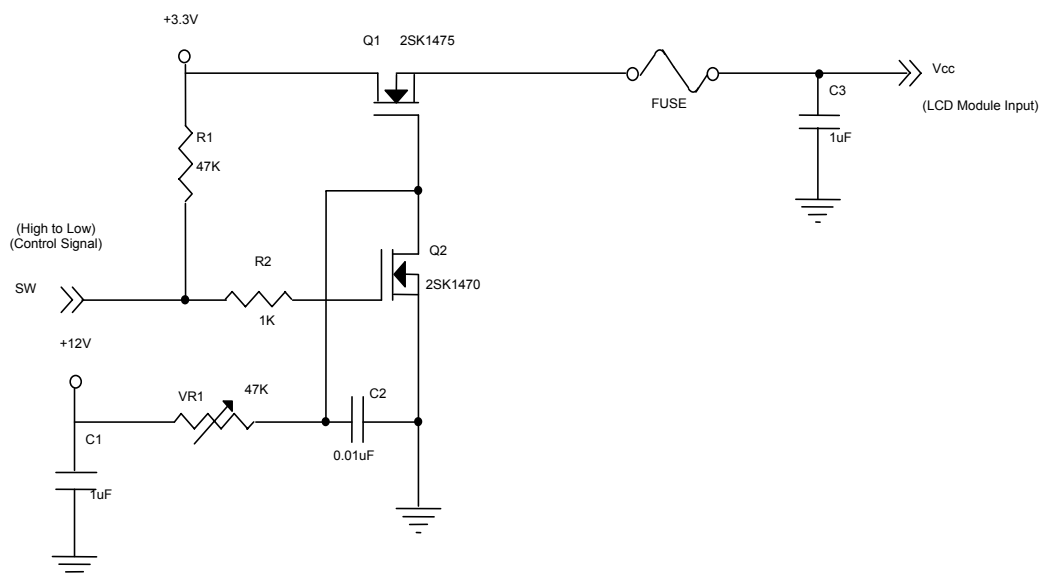 +3.3V
Q1 2SK1475
Vcc
C3
FUSE
(LCD Module Input)
R1
1uF
47K
(High to Low)
(Control Signal)
Q2
R2
SW
2SK1470
1K
+12V
VR1
47K
C2
C1
0.01uF
1uF